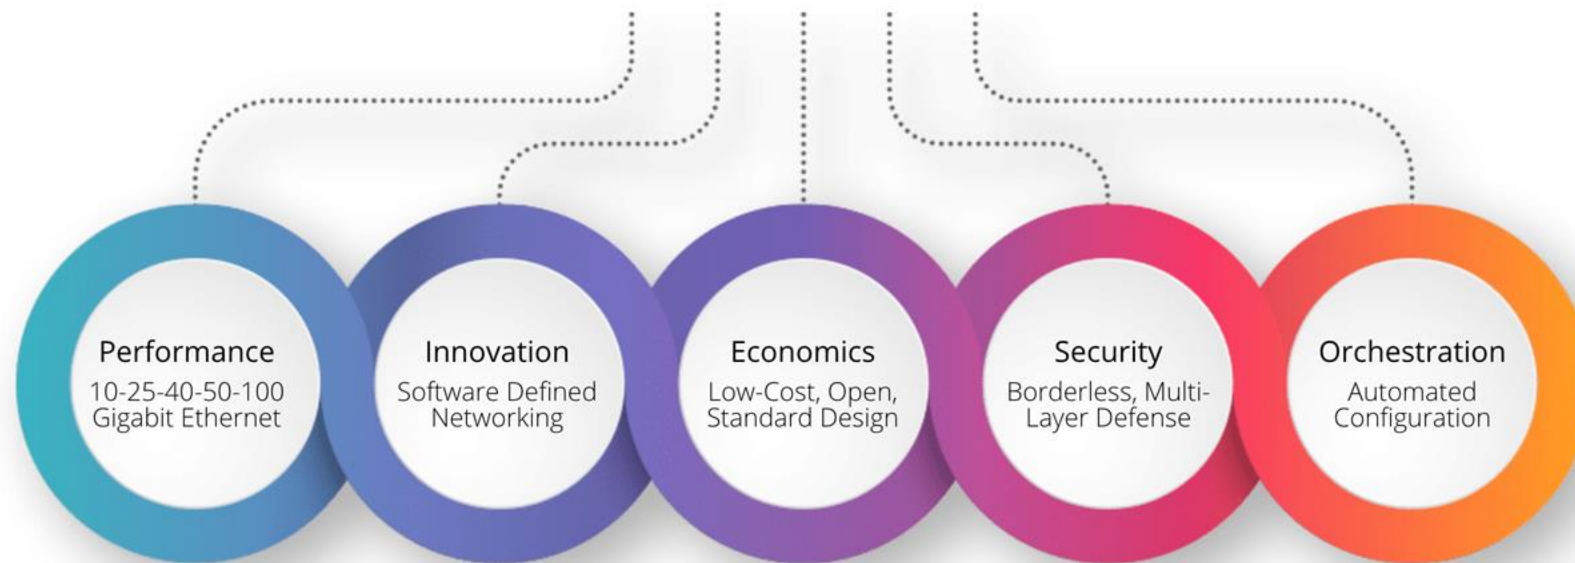 Performance
10-25-40-50-100
Gigabit Ethernet
Innovation
Software Defined
Networking
Economics
Low-Cost, Open,
Standard Design
Security
Borderless, Multi-
Layer Defense
Orchestration
Automated
Configuration